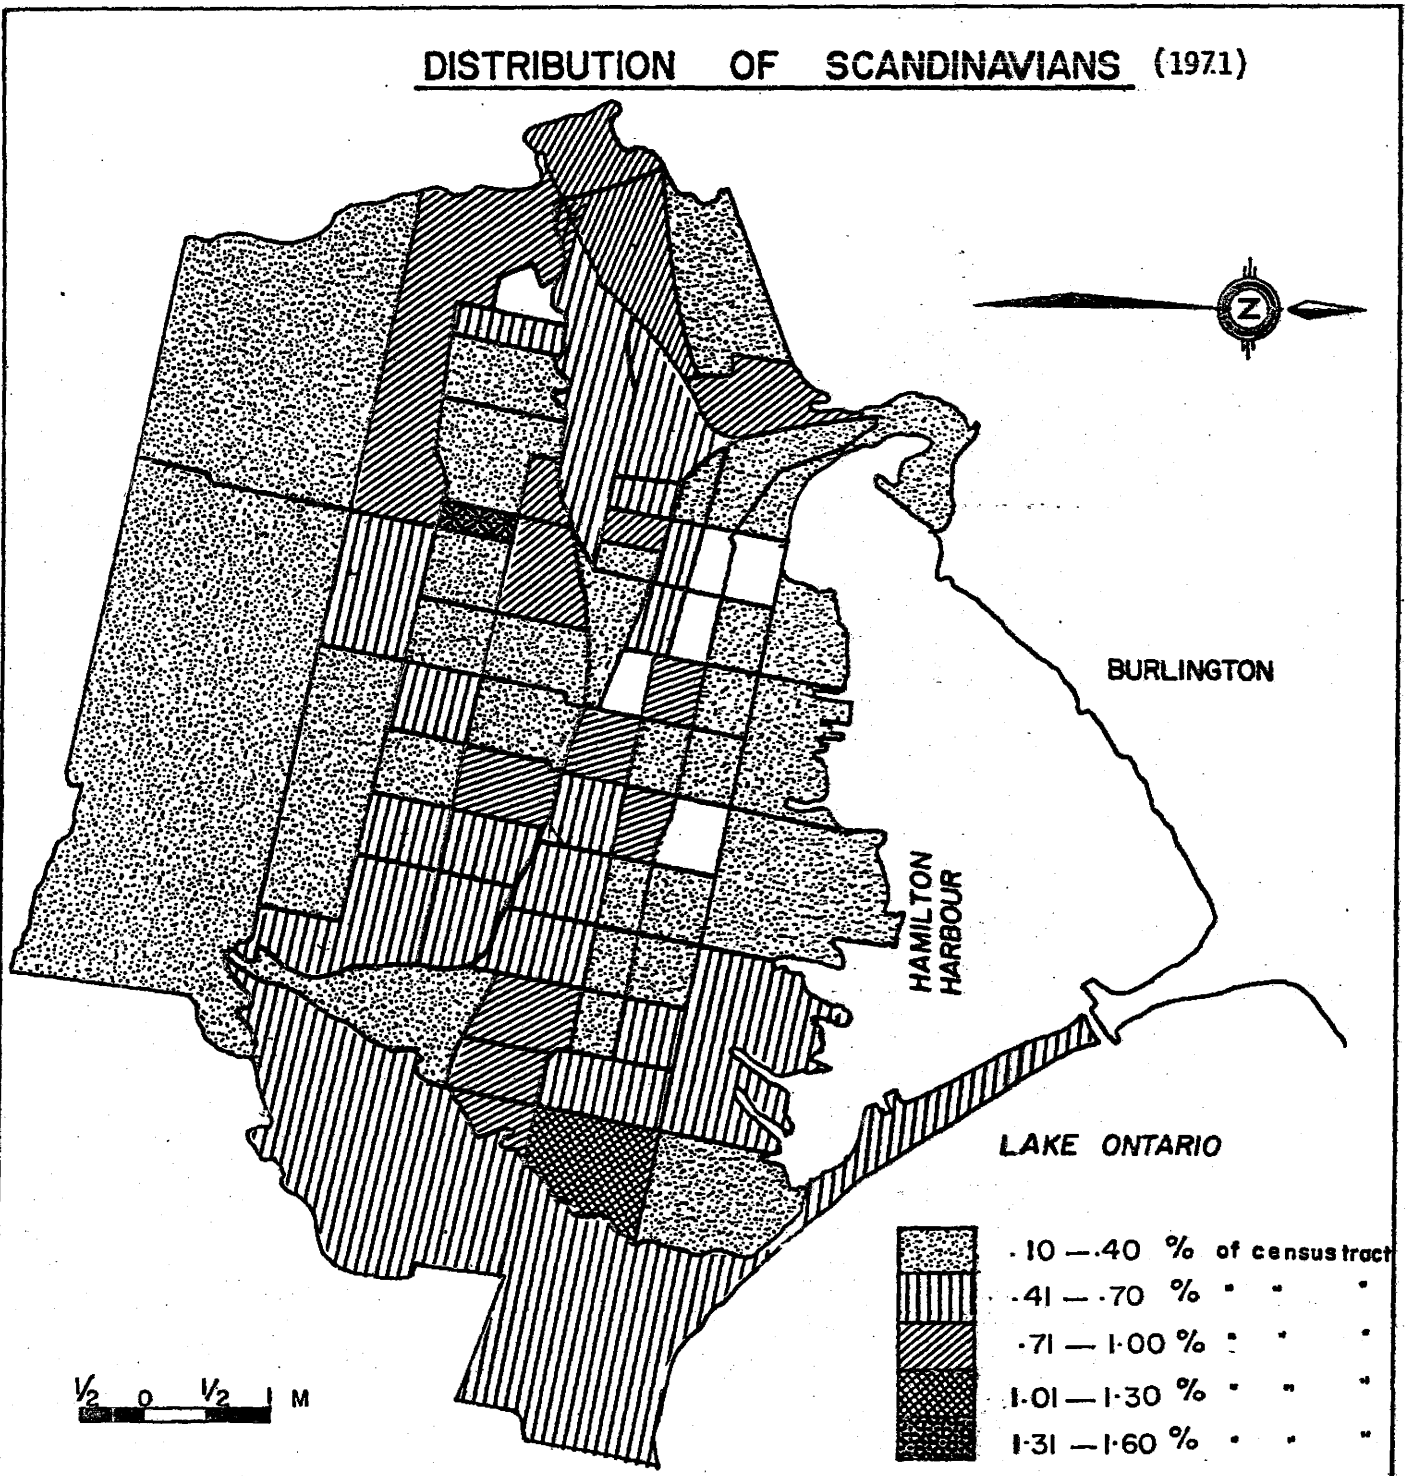 DISTRIBUTION OF SCANDINAVIANS (1971)
N
BURLINGTON
HAMILTON
HARBOUR
LAKE ONTARIO
.10 — .40 % of census tract
.41 — .70 % " " "
.71 — 1.00 % " " "
1.01 — 1.30 % " " "
1.31 — 1.60 % " " "
1/2 0 1/2 1 M